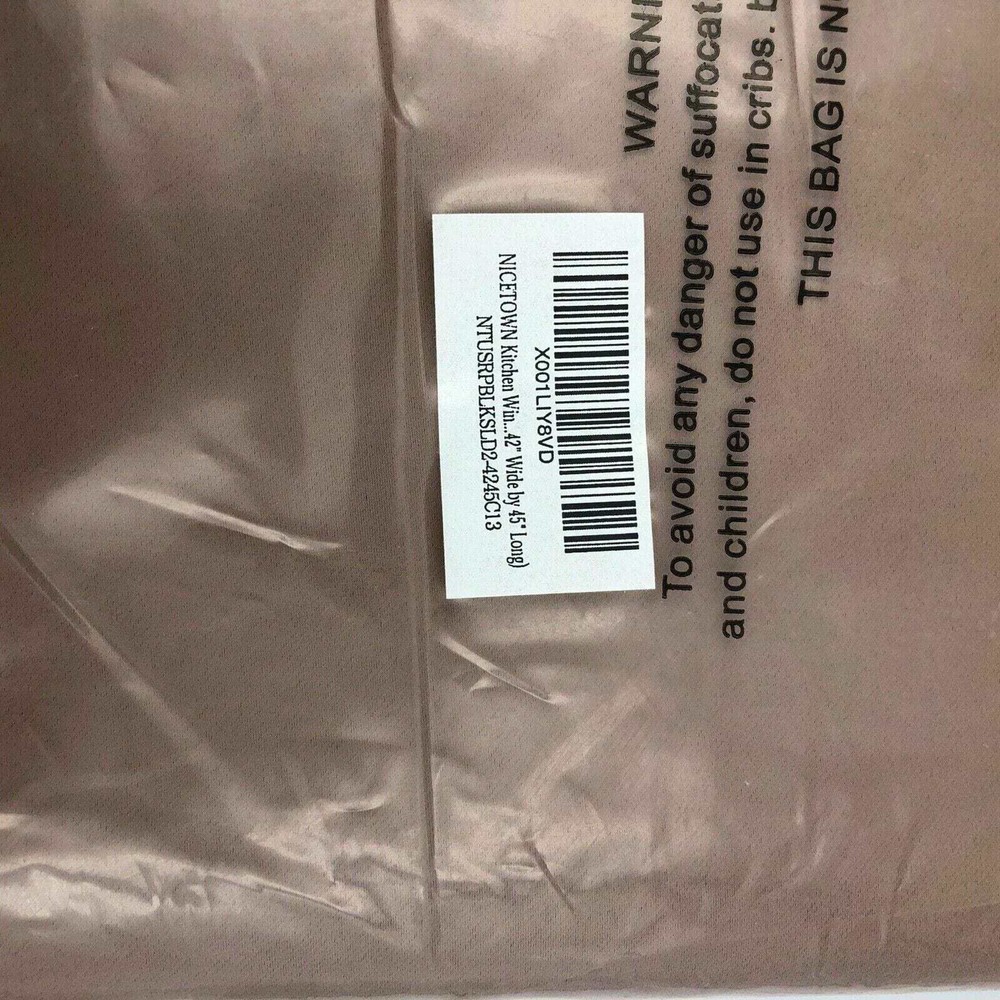 X001LIY8VD
NICETOWN Kitchen Win...42" Wide by 45" Long)
NTUSRPBLKSLD2-4245C13
WARNI
To avoid any danger of suffocat
and children, do not use in cribs. b
THIS BAG IS N